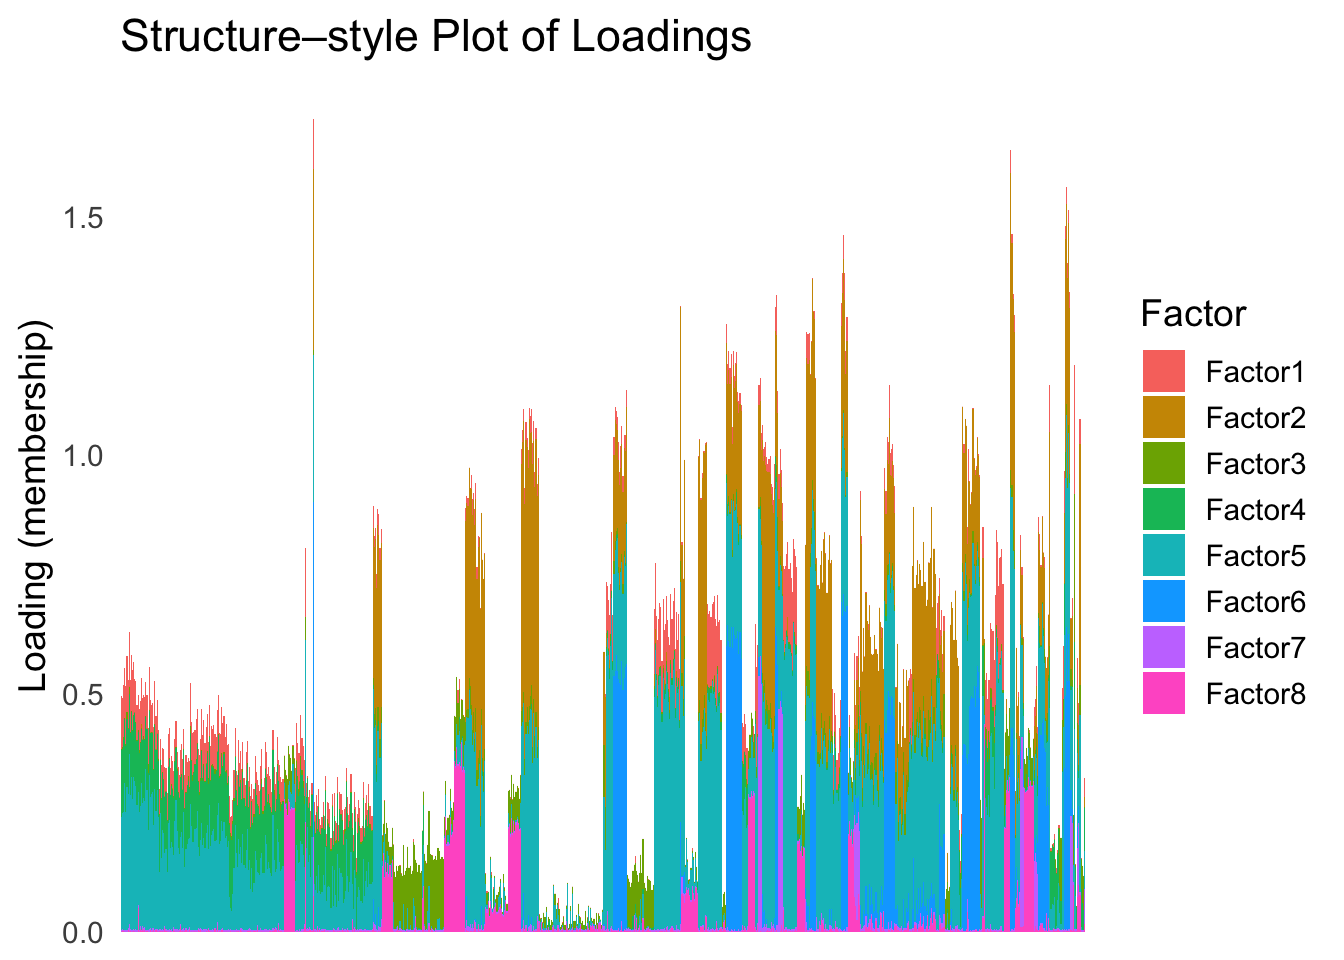 Structure–style Plot of Loadings
Loading (membership)
1.5
1.0
0.5
0.0
Factor
Factor1
Factor2
Factor3
Factor4
Factor5
Factor6
Factor7
Factor8